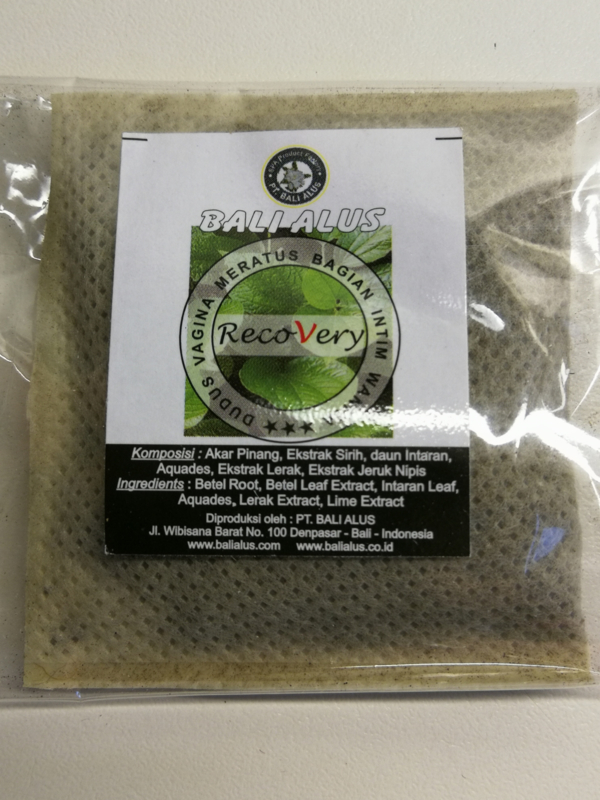 Spa Product Factory
PT. BALI ALUS
BALI ALUS
DUDUS VAGINA MERATUS BAGIAN INTIM WANITA
RecoVery
Komposisi : Akar Pinang, Ekstrak Sirih, daun Intaran,
Aquades, Ekstrak Lerak, Ekstrak Jeruk Nipis
Ingredients : Betel Root, Betel Leaf Extract, Intaran Leaf,
Aquades, Lerak Extract, Lime Extract
Diproduksi oleh : PT. BALI ALUS
Jl. Wibisana Barat No. 100 Denpasar - Bali - Indonesia
www.balialus.com www.balialus.co.id